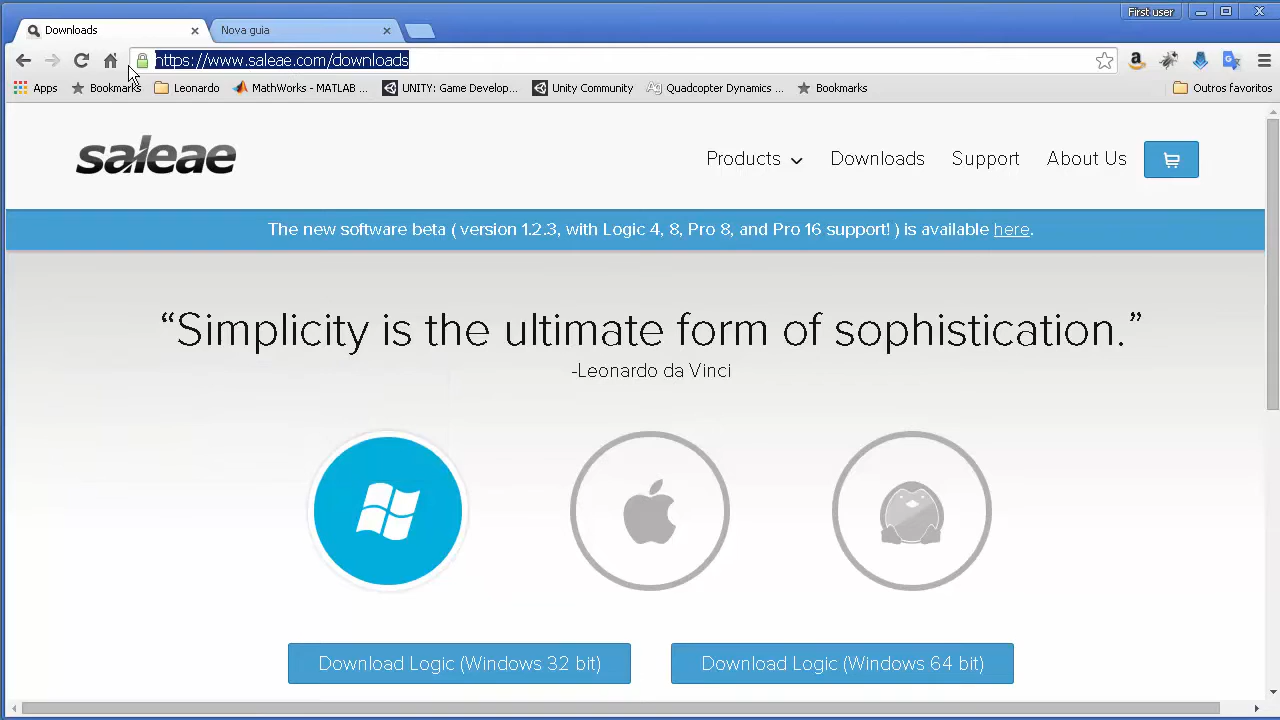 First user
Downloads
Nova guia
https://www.saleae.com/downloads
Apps Bookmarks Leonardo MathWorks - MATLAB ... UNITY: Game Develop... Unity Community Quadcopter Dynamics ... Bookmarks Outros favoritos
saleae
Products Downloads Support About Us
The new software beta ( version 1.2.3, with Logic 4, 8, Pro 8, and Pro 16 support! ) is available here.
“Simplicity is the ultimate form of sophistication.”
-Leonardo da Vinci
Download Logic (Windows 32 bit) Download Logic (Windows 64 bit)